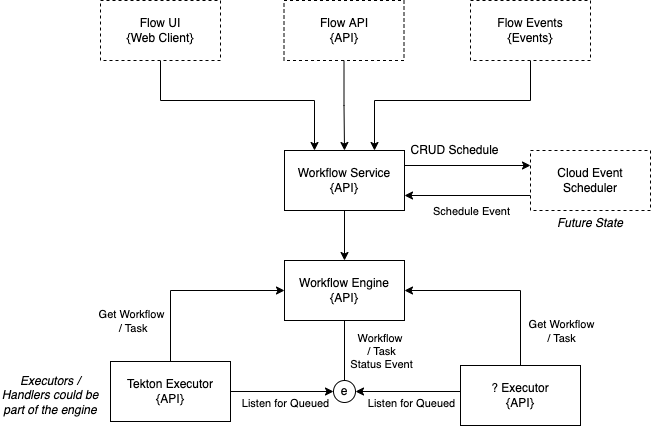 Flow UI
{Web Client}
Flow API
{API}
Flow Events
{Events}
CRUD Schedule
Workflow Service
{API}
Cloud Event
Scheduler
Schedule Event
Future State
Workflow Engine
{API}
Get Workflow
/ Task
Workflow
/ Task
Status Event
Get Workflow
/ Task
Executors /
Handlers could be
part of the engine
Tekton Executor
{API}
Listen for Queued
e
Listen for Queued
? Executor
{API}